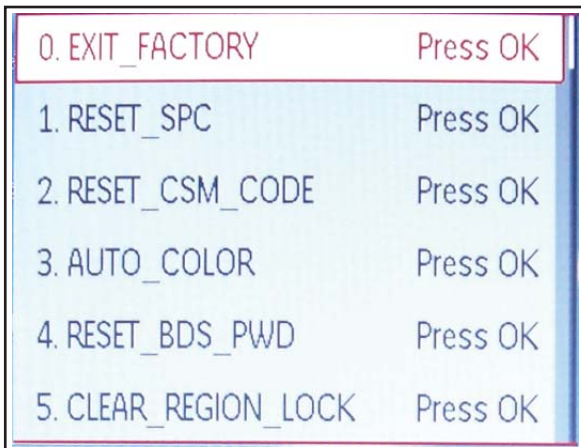 0. EXIT_FACTORY Press OK
1. RESET_SPC Press OK
2. RESET_CSM_CODE Press OK
3. AUTO_COLOR Press OK
4. RESET_BDS_PWD Press OK
5. CLEAR_REGION_LOCK Press OK